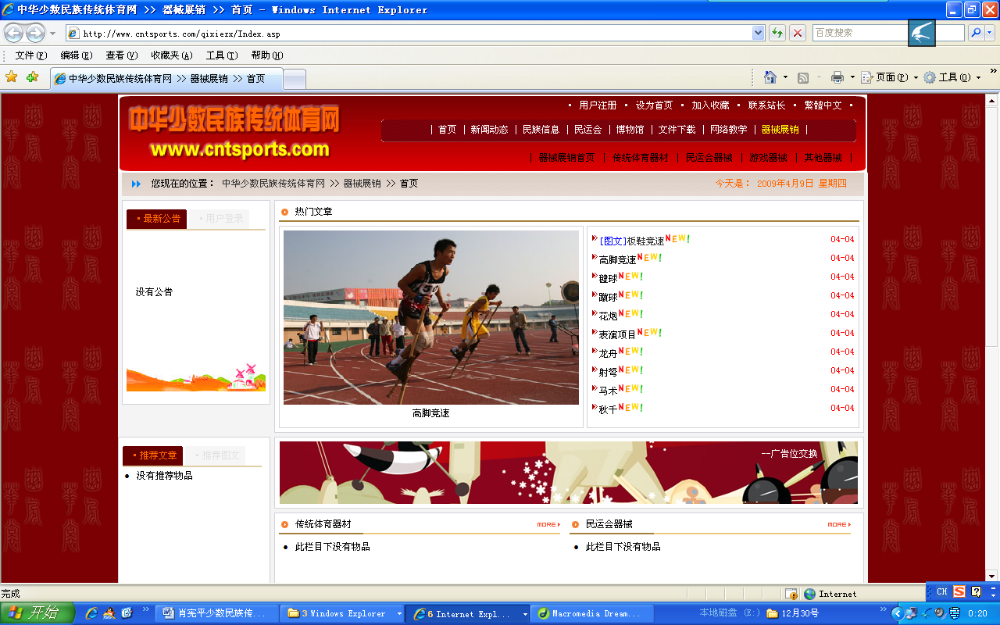 中华少数民族传统体育网 >> 器械展销 >> 首页 - Windows Internet Explorer
http://www.cntsports.com/qixiezx/Index.asp
百度搜索
文件(F) 编辑(E) 查看(V) 收藏夹(A) 工具(T) 帮助(H)
中华少数民族传统体育网 >> 器械展销 >> 首页
页面(P) 工具(O)
中华少数民族传统体育网
www.cntsports.com
· 用户注册 · 设为首页 · 加入收藏 · 联系站长 · 繁體中文 ·
| 首页 | 新闻动态 | 民族信息 | 民运会 | 博物馆 | 文件下载 | 网络教学 | 器械展销 |
| 器械展销首页 | 传统体育器材 | 民运会器械 | 游戏器械 | 其他器械 |
您现在的位置： 中华少数民族传统体育网 >> 器械展销 >> 首页
今天是： 2009年4月9日 星期四
· 最新公告 · 用户登录
没有公告
热门文章
150
高脚竞速
[图文]板鞋竞速NEW! 04-04
高脚竞速NEW! 04-04
毽球NEW! 04-04
蹴球NEW! 04-04
花炮NEW! 04-04
表演项目NEW! 04-04
龙舟NEW! 04-04
射弩NEW! 04-04
马术NEW! 04-04
秋千NEW! 04-04
· 推荐文章 · 推荐图文
• 没有推荐物品
--广告位交换
传统体育器材 MORE
• 此栏目下没有物品
民运会器械 MORE
• 此栏目下没有物品
完成
Internet
CH
开始
肖宪平少数民族传...
3 Windows Explorer
6 Internet Expl...
Macromedia Dream...
本地磁盘 (E:)
12月30号
0:20